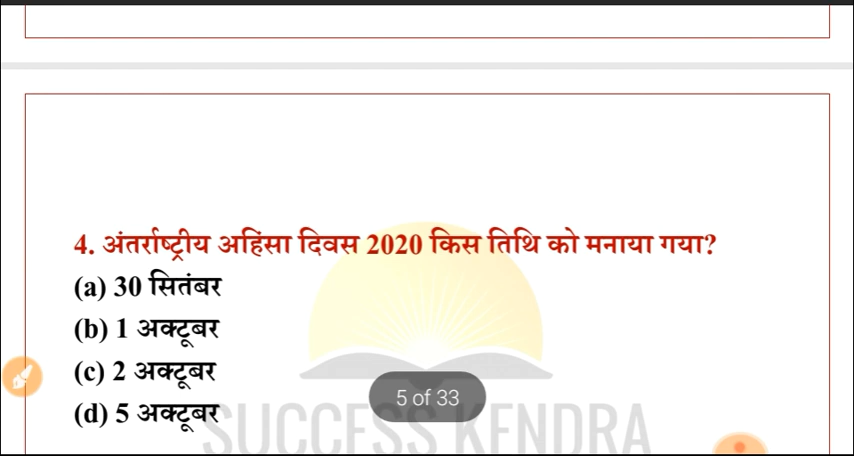 4. अंतर्राष्ट्रीय अहिंसा दिवस 2020 किस तिथि को मनाया गया?
(a) 30 सितंबर
(b) 1 अक्टूबर
(c) 2 अक्टूबर
5 of 33
(d) 5 अक्टूबर
SUCCESS KENDRA